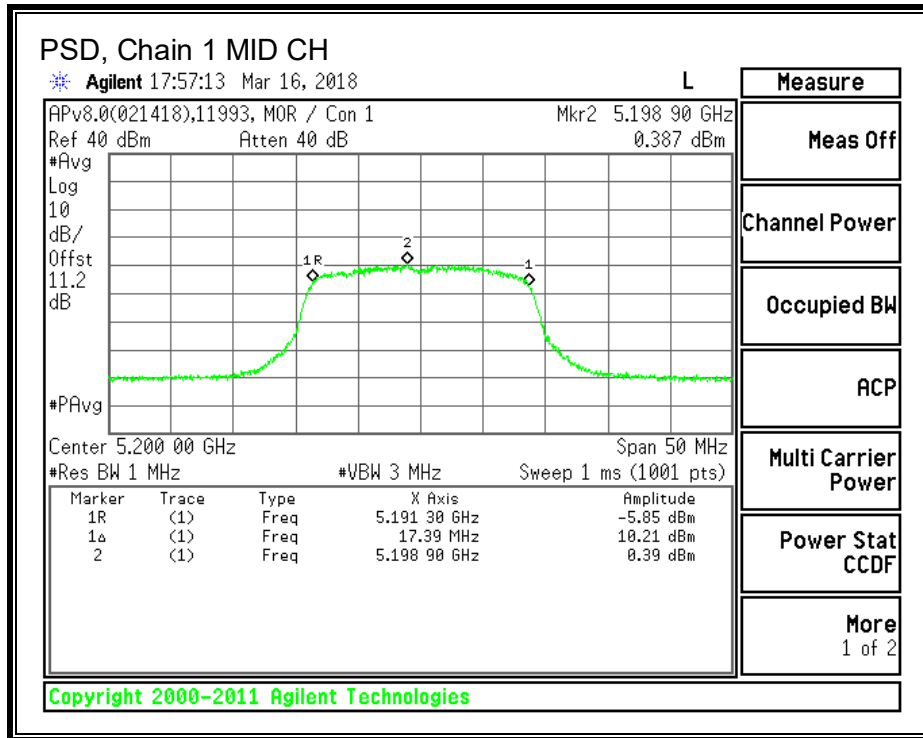 PSD, Chain 1 MID CH
Agilent 17:57:13 Mar 16, 2018 L
APv8.0(021418),11993, MOR / Con 1 Mkr2 5.198 90 GHz
Ref 40 dBm Atten 40 dB 0.387 dBm
#Avg
Log
10
dB/
Offst
11.2
dB
#PAvg
1R
2
1
Center 5.200 00 GHz Span 50 MHz
#Res BW 1 MHz #VBW 3 MHz Sweep 1 ms (1001 pts)
Marker Trace Type X Axis Amplitude
1R (1) Freq 5.191 30 GHz -5.85 dBm
1Δ (1) Freq 17.39 MHz 10.21 dBm
2 (1) Freq 5.198 90 GHz 0.39 dBm
Measure
Meas Off
Channel Power
Occupied BW
ACP
Multi Carrier
Power
Power Stat
CCDF
More
1 of 2
Copyright 2000-2011 Agilent Technologies